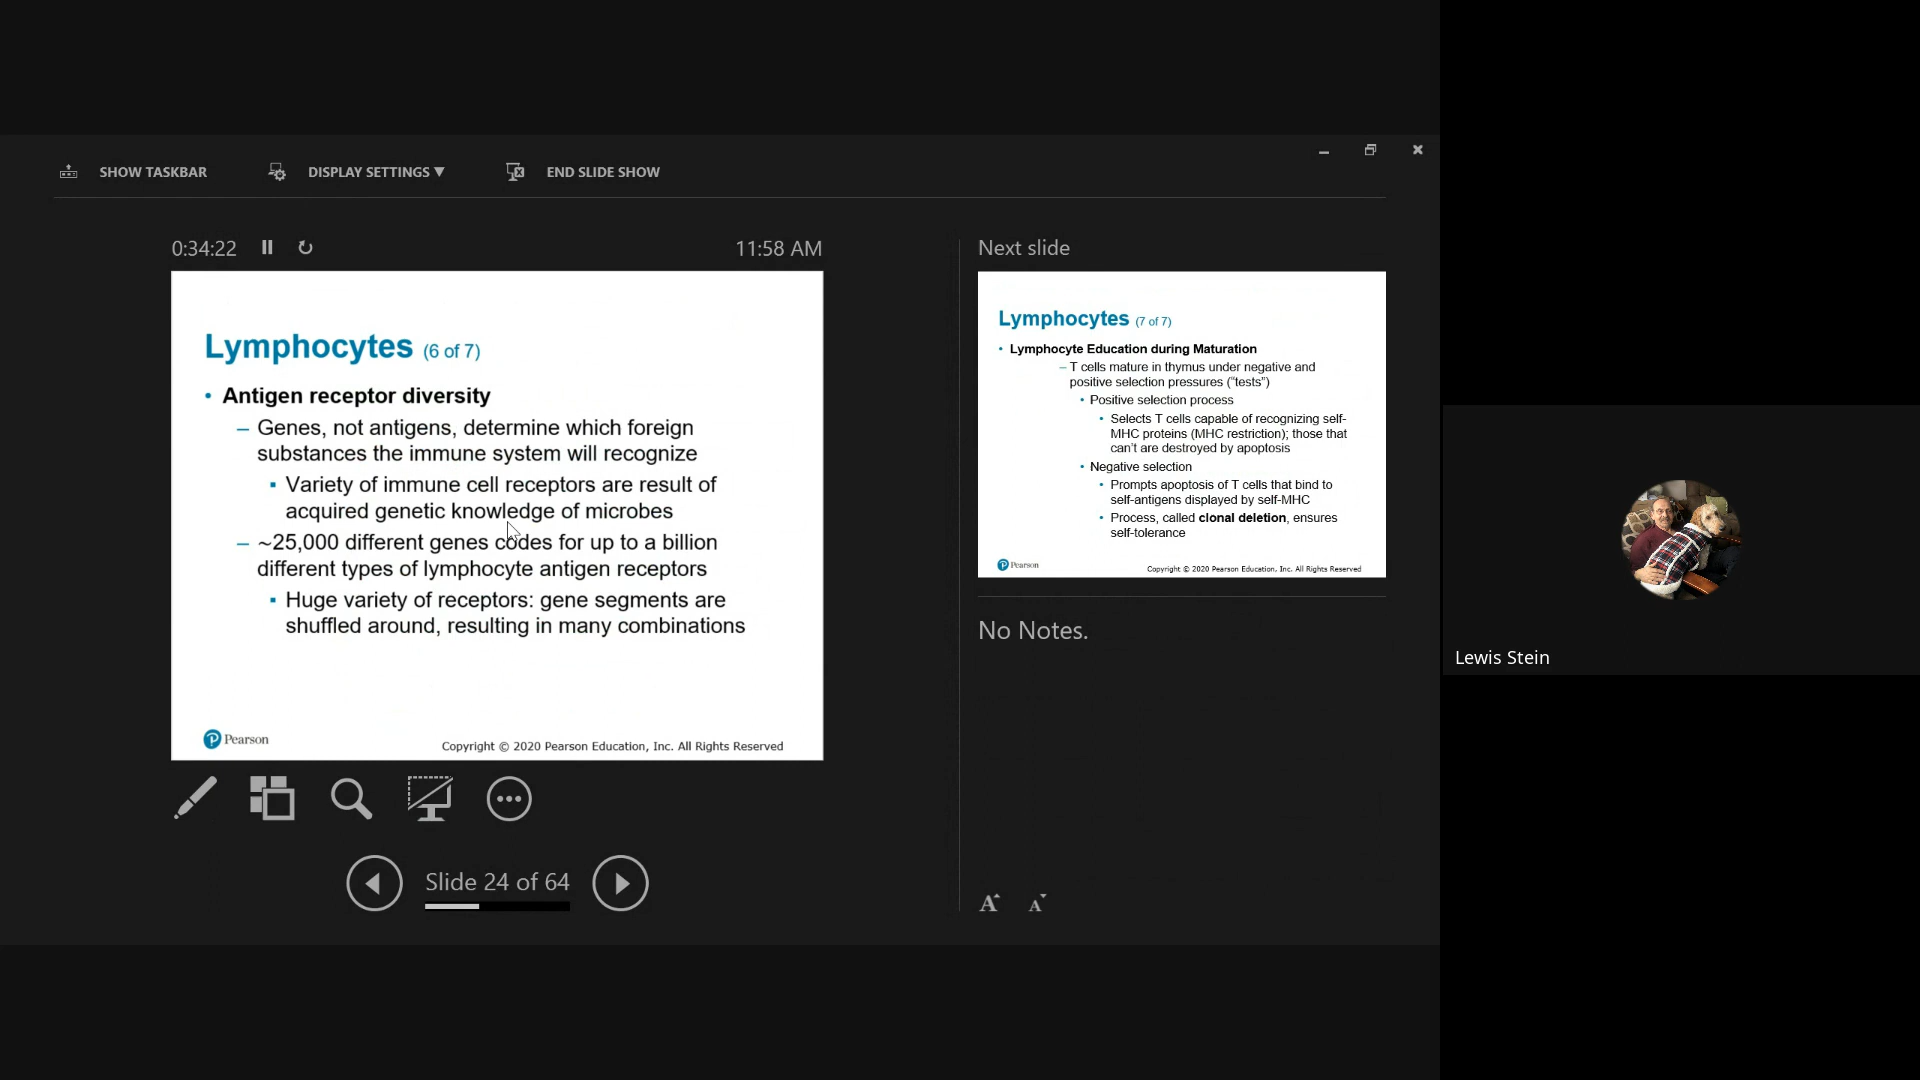 SHOW TASKBAR
DISPLAY SETTINGS ▼
END SLIDE SHOW
0:34:22
11:58 AM
Lymphocytes (6 of 7)
• Antigen receptor diversity
– Genes, not antigens, determine which foreign
substances the immune system will recognize
▪ Variety of immune cell receptors are result of
acquired genetic knowledge of microbes
– ~25,000 different genes codes for up to a billion
different types of lymphocyte antigen receptors
▪ Huge variety of receptors: gene segments are
shuffled around, resulting in many combinations
P Pearson
Copyright © 2020 Pearson Education, Inc. All Rights Reserved
Slide 24 of 64
Next slide
Lymphocytes (7 of 7)
• Lymphocyte Education during Maturation
– T cells mature in thymus under negative and
positive selection pressures (“tests”)
• Positive selection process
• Selects T cells capable of recognizing self-
MHC proteins (MHC restriction); those that
can’t are destroyed by apoptosis
• Negative selection
• Prompts apoptosis of T cells that bind to
self-antigens displayed by self-MHC
• Process, called clonal deletion, ensures
self-tolerance
P Pearson
Copyright © 2020 Pearson Education, Inc. All Rights Reserved
No Notes.
A A
Lewis Stein